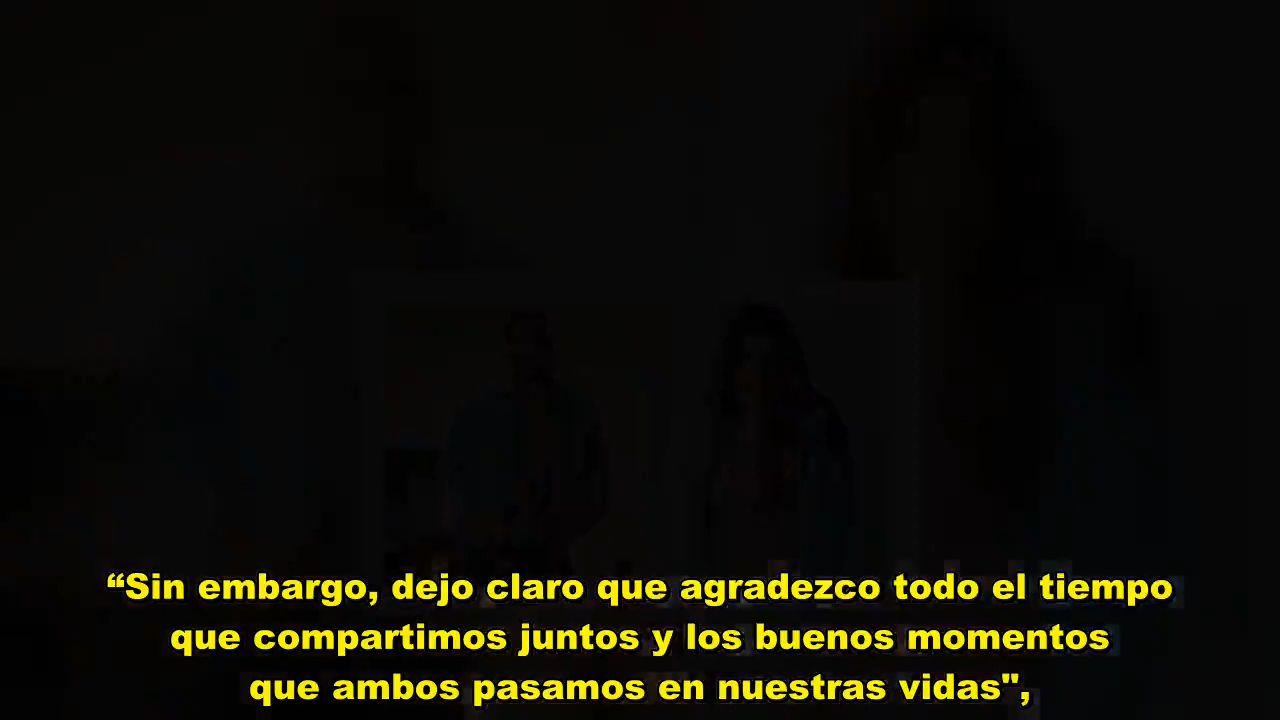 “Sin embargo, dejo claro que agradezco todo el tiempo
que compartimos juntos y los buenos momentos
que ambos pasamos en nuestras vidas",